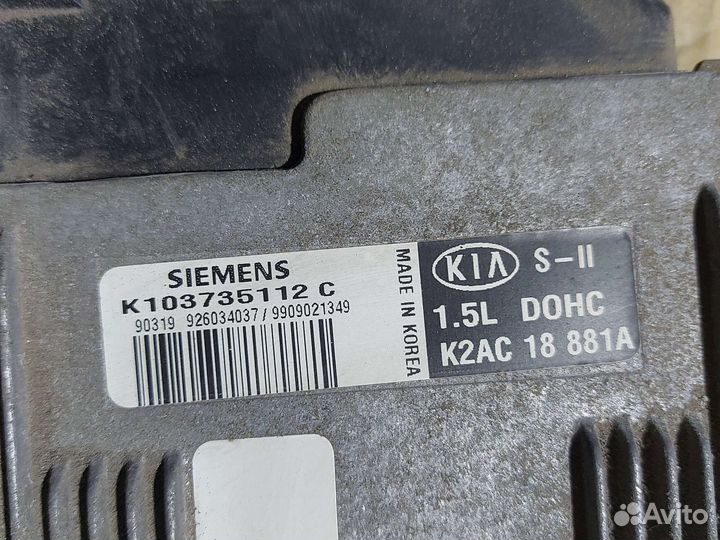 SIEMENS
K103735112 C
90319 926034037 / 9909021349
MADE IN KOREA
KIA S-II
1.5L DOHC
K2AC 18 881A
Avito